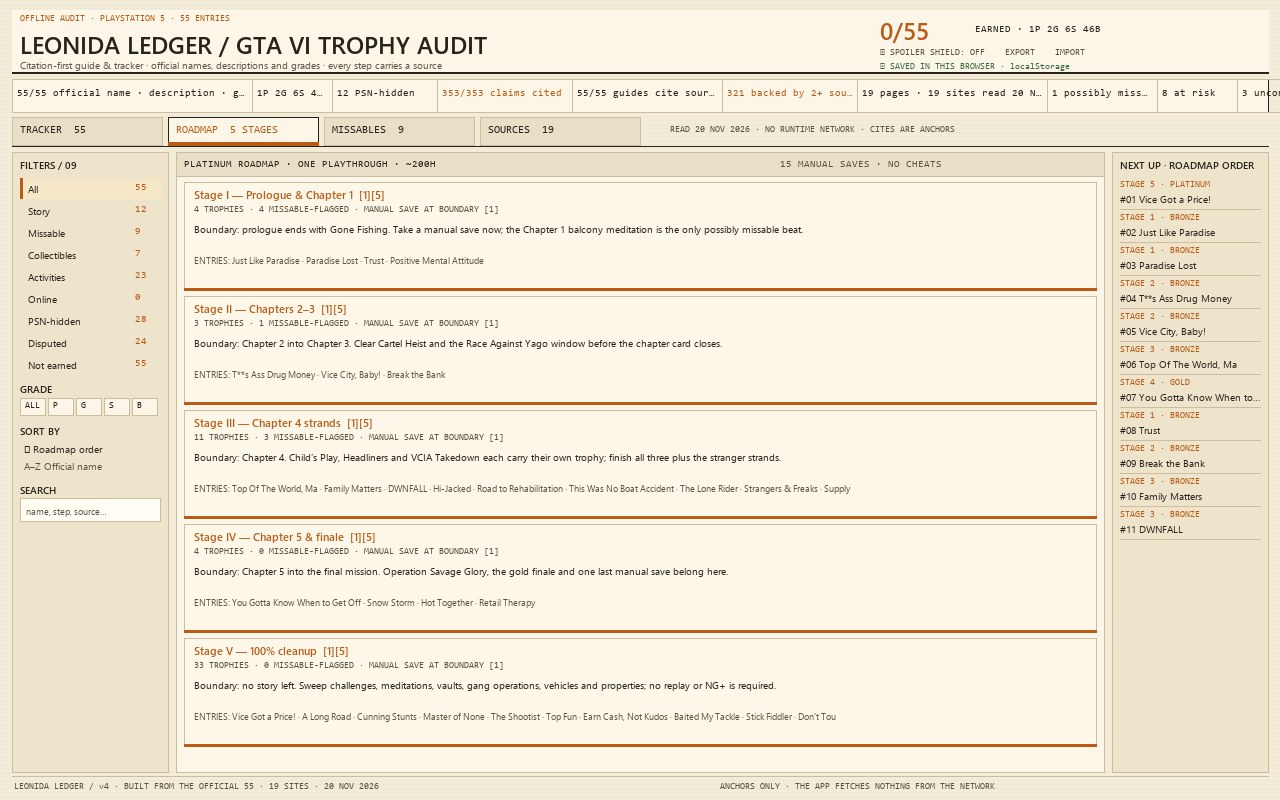 OFFLINE AUDIT · PLAYSTATION 5 · 55 ENTRIES
LEONIDA LEDGER / GTA VI TROPHY AUDIT
Citation-first guide & tracker · official names, descriptions and grades · every step carries a source
0/55
EARNED · 1P 2G 6S 46B
SPOILER SHIELD: OFF EXPORT IMPORT
SAVED IN THIS BROWSER · localStorage
55/55 official name · description · g…
1P 2G 6S 4…
12 PSN-hidden
353/353 claims cited
55/55 guides cite sour…
321 backed by 2+ sou…
19 pages · 19 sites read 20 N…
1 possibly miss…
8 at risk
3 uncon
TRACKER 55
ROADMAP 5 STAGES
MISSABLES 9
SOURCES 19
READ 20 NOV 2026 · NO RUNTIME NETWORK · CITES ARE ANCHORS
FILTERS / 09
All 55
Story 12
Missable 9
Collectibles 7
Activities 23
Online 0
PSN-hidden 28
Disputed 24
Not earned 55
GRADE
ALL P G S B
SORT BY
Roadmap order
A–Z Official name
SEARCH
name, step, source...
PLATINUM ROADMAP · ONE PLAYTHROUGH · ~200H
15 MANUAL SAVES · NO CHEATS
Stage I — Prologue & Chapter 1 [1][5]
4 TROPHIES · 4 MISSABLE-FLAGGED · MANUAL SAVE AT BOUNDARY [1]
Boundary: prologue ends with Gone Fishing. Take a manual save now; the Chapter 1 balcony meditation is the only possibly missable beat.
ENTRIES: Just Like Paradise · Paradise Lost · Trust · Positive Mental Attitude
Stage II — Chapters 2–3 [1][5]
3 TROPHIES · 1 MISSABLE-FLAGGED · MANUAL SAVE AT BOUNDARY [1]
Boundary: Chapter 2 into Chapter 3. Clear Cartel Heist and the Race Against Yago window before the chapter card closes.
ENTRIES: T**s Ass Drug Money · Vice City, Baby! · Break the Bank
Stage III — Chapter 4 strands [1][5]
11 TROPHIES · 3 MISSABLE-FLAGGED · MANUAL SAVE AT BOUNDARY [1]
Boundary: Chapter 4. Child's Play, Headliners and VCIA Takedown each carry their own trophy; finish all three plus the stranger strands.
ENTRIES: Top Of The World, Ma · Family Matters · DWNFALL · Hi-Jacked · Road to Rehabilitation · This Was No Boat Accident · The Lone Rider · Strangers & Freaks · Supply
Stage IV — Chapter 5 & finale [1][5]
4 TROPHIES · 0 MISSABLE-FLAGGED · MANUAL SAVE AT BOUNDARY [1]
Boundary: Chapter 5 into the final mission. Operation Savage Glory, the gold finale and one last manual save belong here.
ENTRIES: You Gotta Know When to Get Off · Snow Storm · Hot Together · Retail Therapy
Stage V — 100% cleanup [1][5]
33 TROPHIES · 0 MISSABLE-FLAGGED · MANUAL SAVE AT BOUNDARY [1]
Boundary: no story left. Sweep challenges, meditations, vaults, gang operations, vehicles and properties; no replay or NG+ is required.
ENTRIES: Vice Got a Price! · A Long Road · Cunning Stunts · Master of None · The Shootist · Top Fun · Earn Cash, Not Kudos · Baited My Tackle · Stick Fiddler · Don't Tou
NEXT UP · ROADMAP ORDER
STAGE 5 · PLATINUM
#01 Vice Got a Price!
STAGE 1 · BRONZE
#02 Just Like Paradise
STAGE 1 · BRONZE
#03 Paradise Lost
STAGE 2 · BRONZE
#04 T**s Ass Drug Money
STAGE 2 · BRONZE
#05 Vice City, Baby!
STAGE 3 · BRONZE
#06 Top Of The World, Ma
STAGE 4 · GOLD
#07 You Gotta Know When to…
STAGE 1 · BRONZE
#08 Trust
STAGE 2 · BRONZE
#09 Break the Bank
STAGE 3 · BRONZE
#10 Family Matters
STAGE 3 · BRONZE
#11 DWNFALL
LEONIDA LEDGER / v4 · BUILT FROM THE OFFICIAL 55 · 19 SITES · 20 NOV 2026
ANCHORS ONLY · THE APP FETCHES NOTHING FROM THE NETWORK